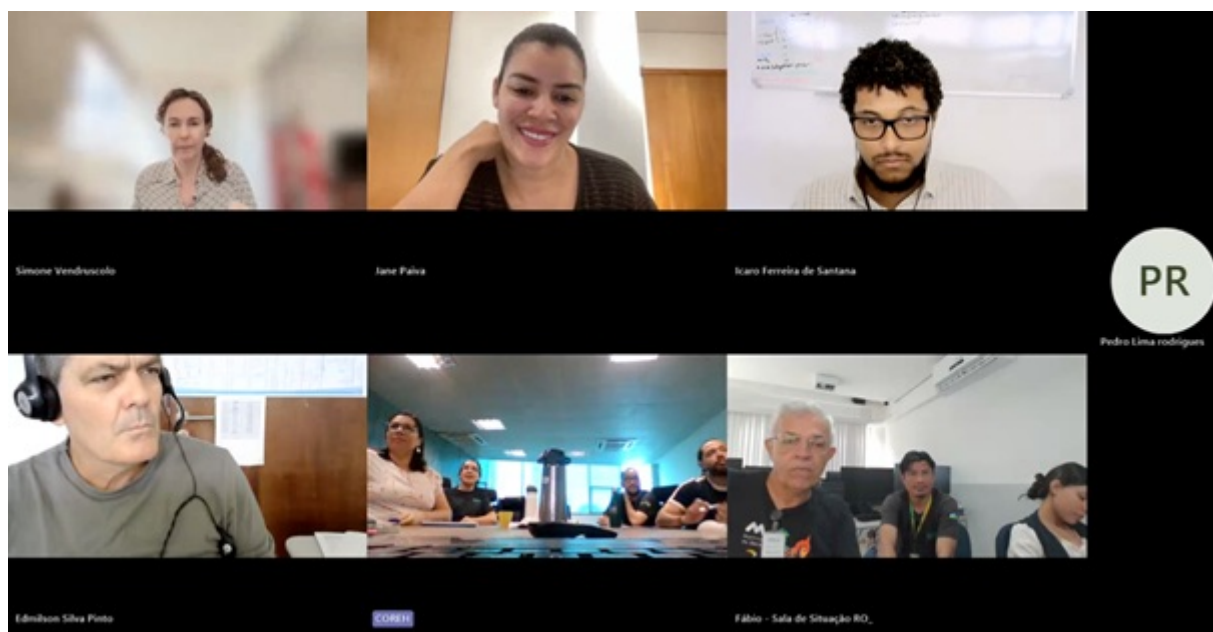 Simone Vendruscolo
Jane Paiva
Icaro Ferreira de Santana
PR
Pedro Lima rodrigues
Edmilson Silva Pinto
COREH
Fábio - Sala de Situação RO_